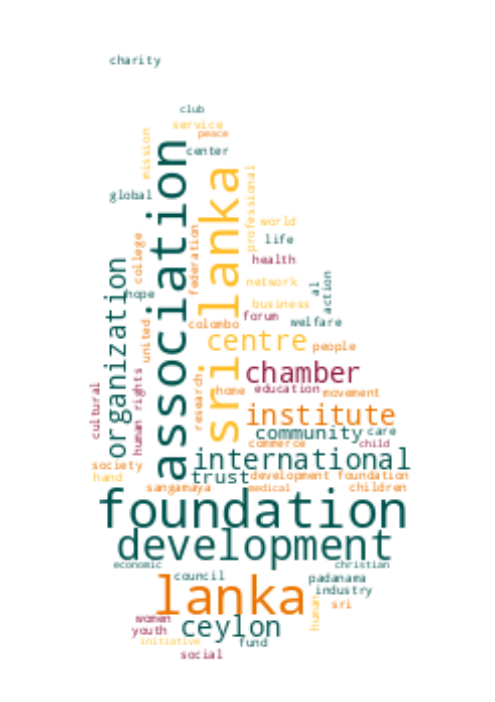 charity
club
service
peace
mission
association
center
sri lanka
professional
global
world
college
federation
life
organization
health
hope
network
al
action
business
forum
united
colombo
welfare
centre
people
human rights
research
chamber
cultural
home
education
movement
institute
community
care
commerce
child
international
society
hand
trust
development foundation
sangamaya
medical
children
foundation
development
economic
christian
council
padanama
lanka
industry
human
sri
women
youth
ceylon
initiative
fund
social